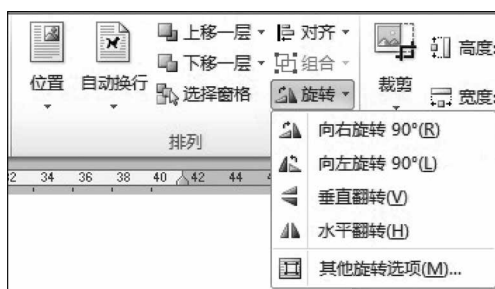 上移一层 对齐 高度:
下移一层 组合
位置 自动换行 选择窗格 旋转 裁剪 宽度:
排列
向右旋转 90°(R)
32 34 36 38 40 42 44
向左旋转 90°(L)
垂直翻转(V)
水平翻转(H)
其他旋转选项(M)...